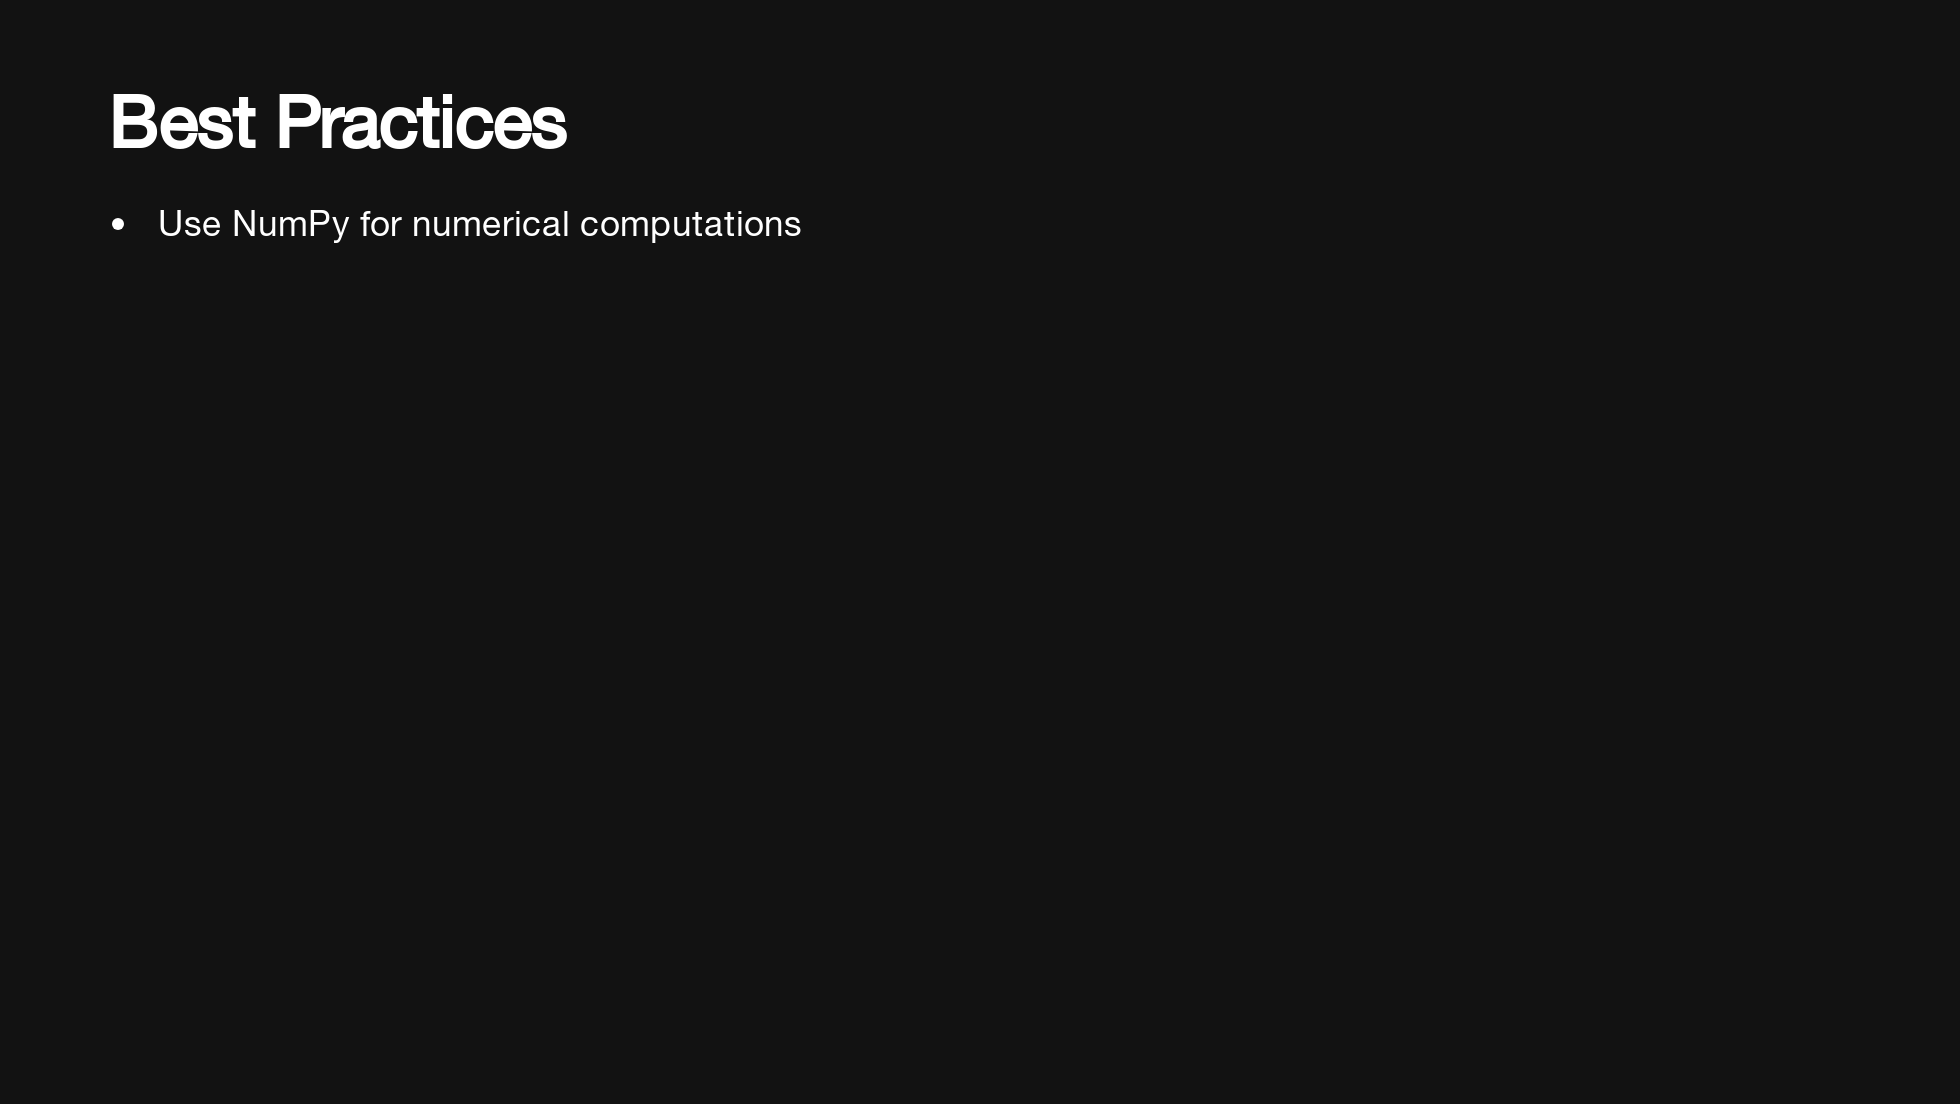 Best Practices
• Use NumPy for numerical computations